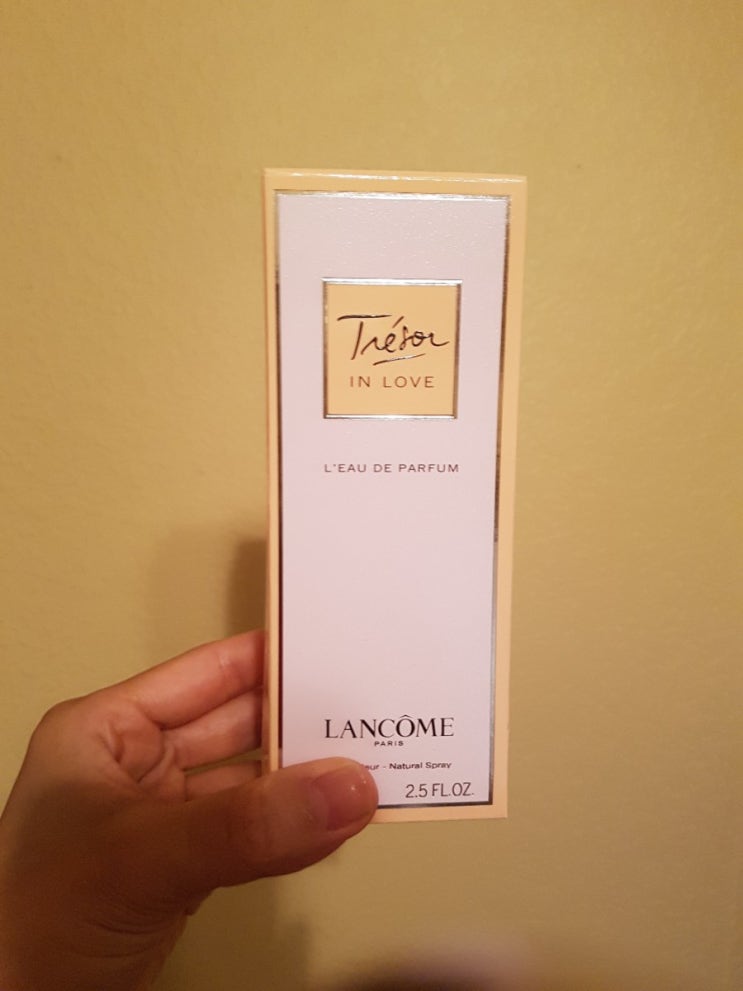 Trésor
IN LOVE
L'EAU DE PARFUM
LANCÔME
PARIS
- Natural Spray
2.5 FL.OZ.